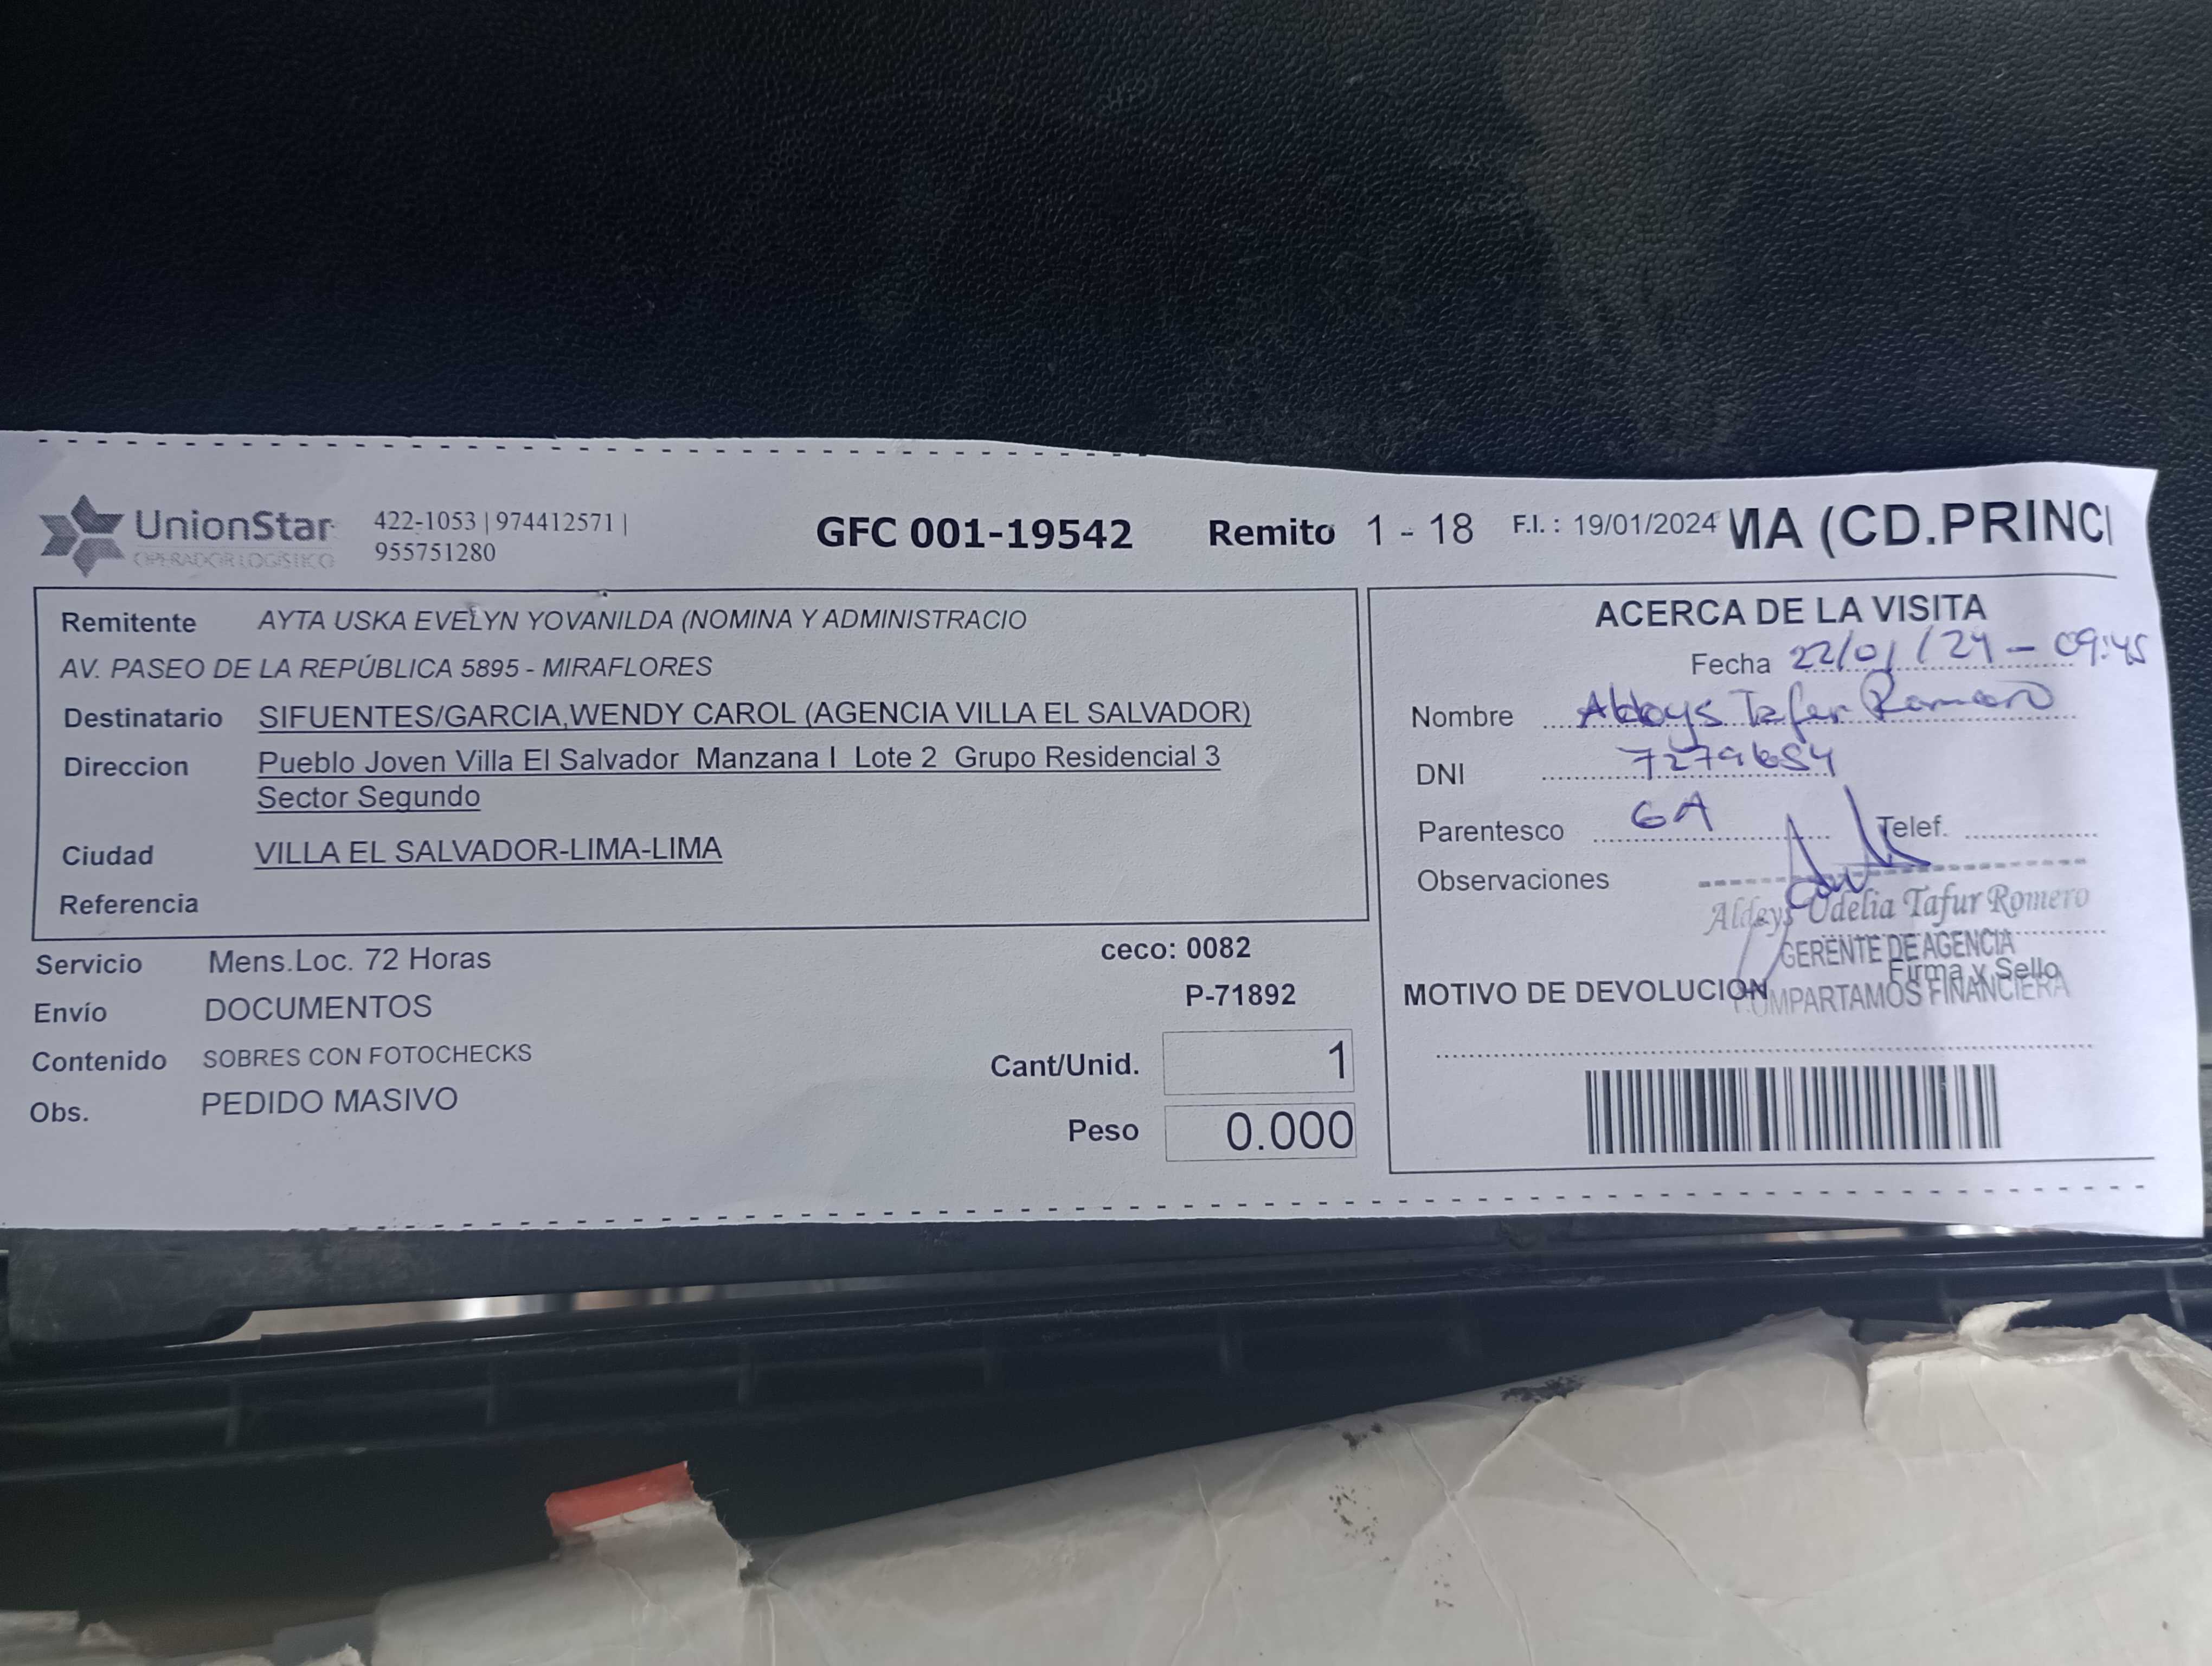 UnionStar
OPERADOR LOGISTICO
422-1053 | 974412571 |
955751280
GFC 001-19542
Remito 1 - 18
F.I. : 19/01/2024
MA (CD.PRINCI
Remitente AYTA USKA EVELYN YOVANILDA (NOMINA Y ADMINISTRACIO
AV. PASEO DE LA REPÚBLICA 5895 - MIRAFLORES
Destinatario SIFUENTES/GARCIA,WENDY CAROL (AGENCIA VILLA EL SALVADOR)
Direccion Pueblo Joven Villa El Salvador Manzana I Lote 2 Grupo Residencial 3
Sector Segundo
Ciudad VILLA EL SALVADOR-LIMA-LIMA
Referencia
Servicio Mens.Loc. 72 Horas
Envío DOCUMENTOS
Contenido SOBRES CON FOTOCHECKS
Obs. PEDIDO MASIVO
ceco: 0082
P-71892
Cant/Unid. 1
Peso 0.000
ACERCA DE LA VISITA
Fecha 22/01/24 - 09:45
Nombre Tafur Romero
DNI
Parentesco GA Telef.
Observaciones
Aldeys Udelia Tafur Romero
GERENTE DE AGENCIA
Firma y Sello
MOTIVO DE DEVOLUCION
COMPARTAMOS FINANCIERA